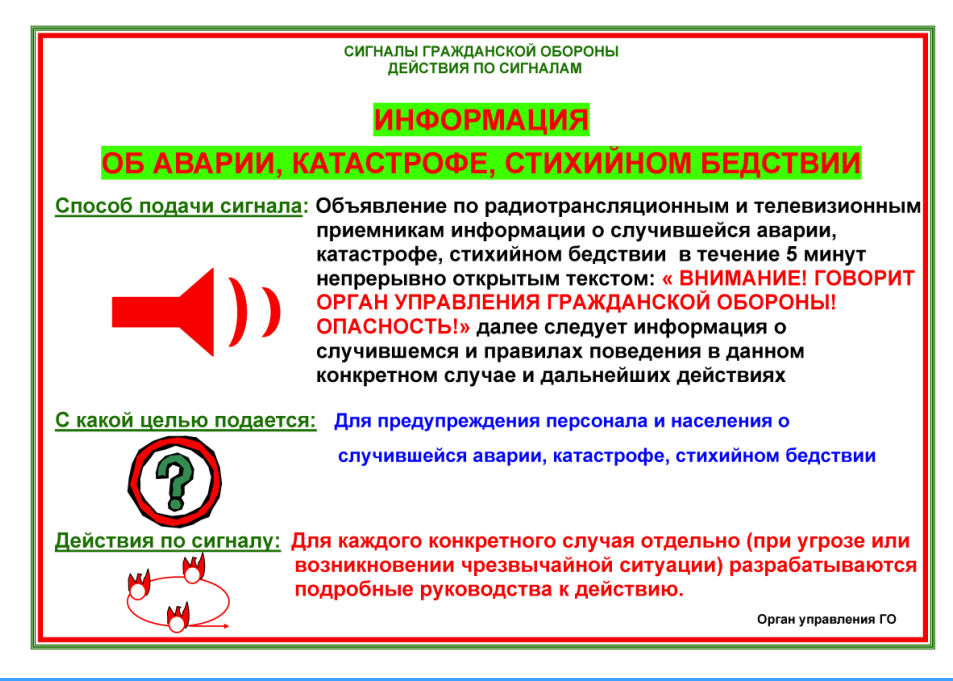 СИГНАЛЫ ГРАЖДАНСКОЙ ОБОРОНЫ
ДЕЙСТВИЯ ПО СИГНАЛАМ
ИНФОРМАЦИЯ
ОБ АВАРИИ, КАТАСТРОФЕ, СТИХИЙНОМ БЕДСТВИИ
Способ подачи сигнала: Объявление по радиотрансляционным и телевизионным
приемникам информации о случившейся аварии,
катастрофе, стихийном бедствии в течение 5 минут
непрерывно открытым текстом: « ВНИМАНИЕ! ГОВОРИТ
ОРГАН УПРАВЛЕНИЯ ГРАЖДАНСКОЙ ОБОРОНЫ!
ОПАСНОСТЬ!» далее следует информация о
случившемся и правилах поведения в данном
конкретном случае и дальнейших действиях
С какой целью подается: Для предупреждения персонала и населения о
случившейся аварии, катастрофе, стихийном бедствии
Действия по сигналу: Для каждого конкретного случая отдельно (при угрозе или
возникновении чрезвычайной ситуации) разрабатываются
подробные руководства к действию.
Орган управления ГО